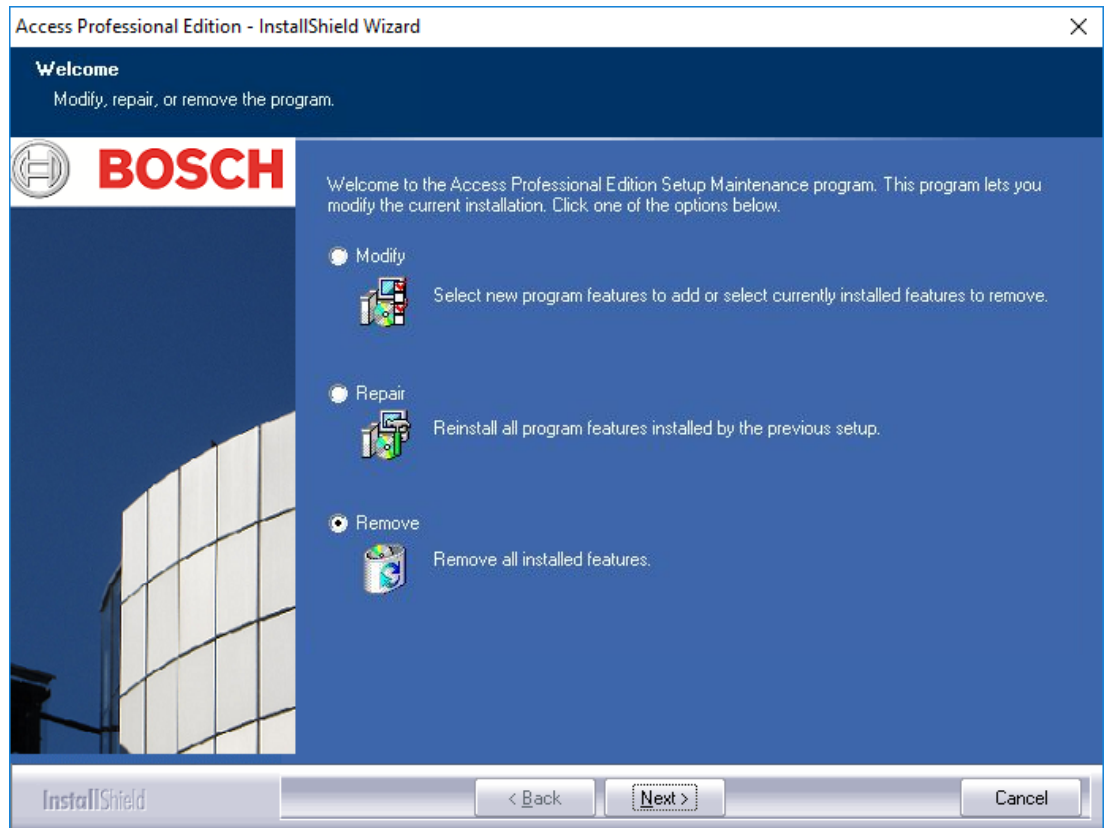 Access Professional Edition - InstallShield Wizard
Welcome
Modify, repair, or remove the program.
BOSCH
Welcome to the Access Professional Edition Setup Maintenance program. This program lets you
modify the current installation. Click one of the options below.
Modify
Select new program features to add or select currently installed features to remove.
Repair
Reinstall all program features installed by the previous setup.
Remove
Remove all installed features.
InstallShield
< Back
Next >
Cancel